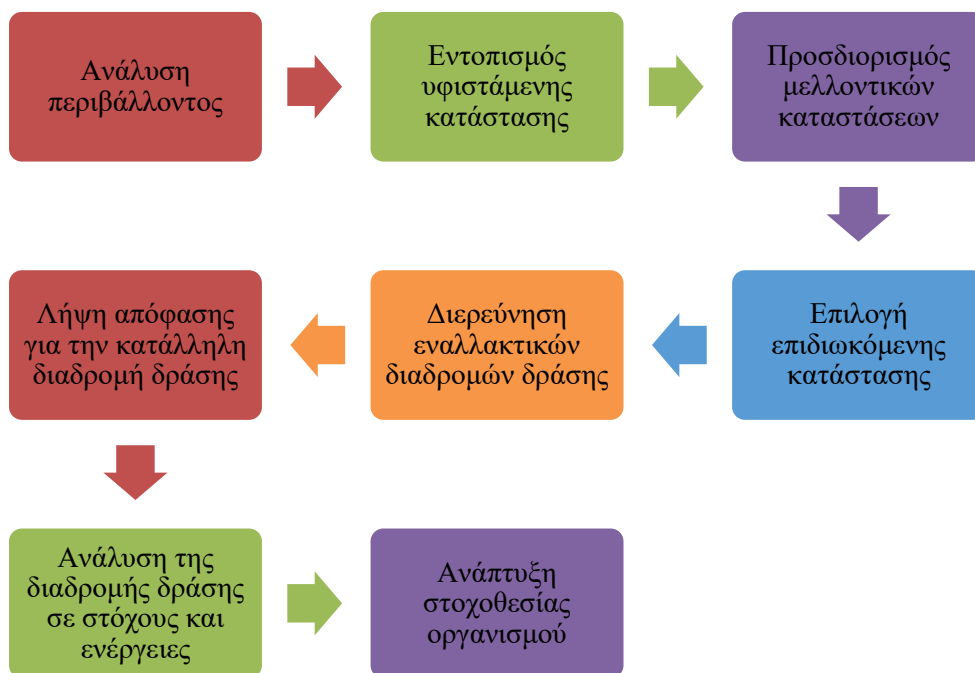 Ανάλυση
περιβάλλοντος
Εντοπισμός
υφιστάμενης
κατάστασης
Προσδιορισμός
μελλοντικών
καταστάσεων
Επιλογή
επιδιωκόμενης
κατάστασης
Διερεύνηση
εναλλακτικών
διαδρομών δράσης
Λήψη απόφασης
για την κατάλληλη
διαδρομή δράσης
Ανάλυση της
διαδρομής δράσης
σε στόχους και
ενέργειες
Ανάπτυξη
στοχοθεσίας
οργανισμού